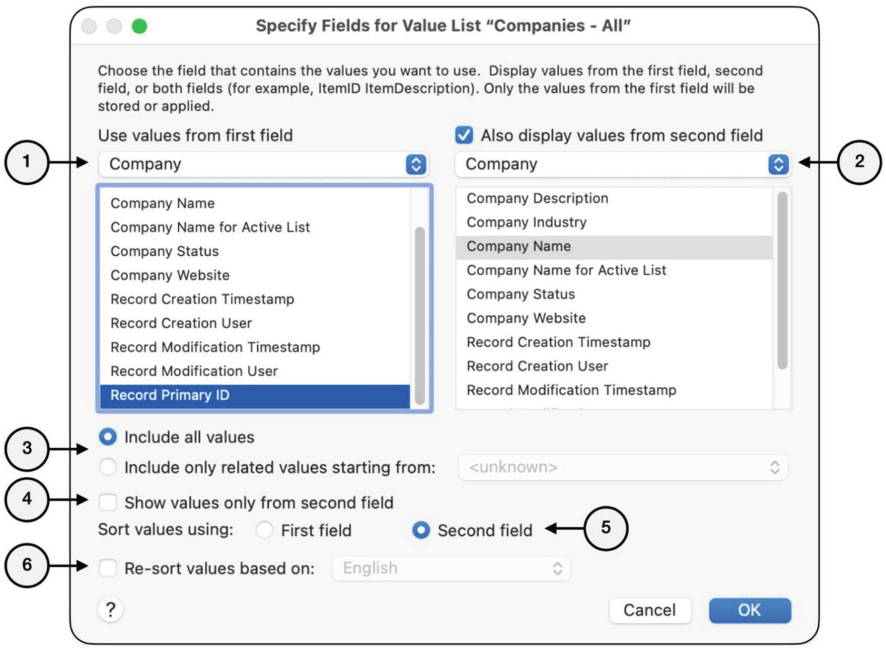 Specify Fields for Value List “Companies - All”
Choose the field that contains the values you want to use. Display values from the first field, second
field, or both fields (for example, ItemID ItemDescription). Only the values from the first field will be
stored or applied.
Use values from first field
Also display values from second field
1
Company
Company
2
Company Name
Company Name for Active List
Company Status
Company Website
Record Creation Timestamp
Record Creation User
Record Modification Timestamp
Record Modification User
Record Primary ID
Company Description
Company Industry
Company Name
Company Name for Active List
Company Status
Company Website
Record Creation Timestamp
Record Creation User
Record Modification Timestamp
3
Include all values
Include only related values starting from:
<unknown>
4
Show values only from second field
Sort values using:
First field
Second field
5
6
Re-sort values based on:
English
?
Cancel
OK